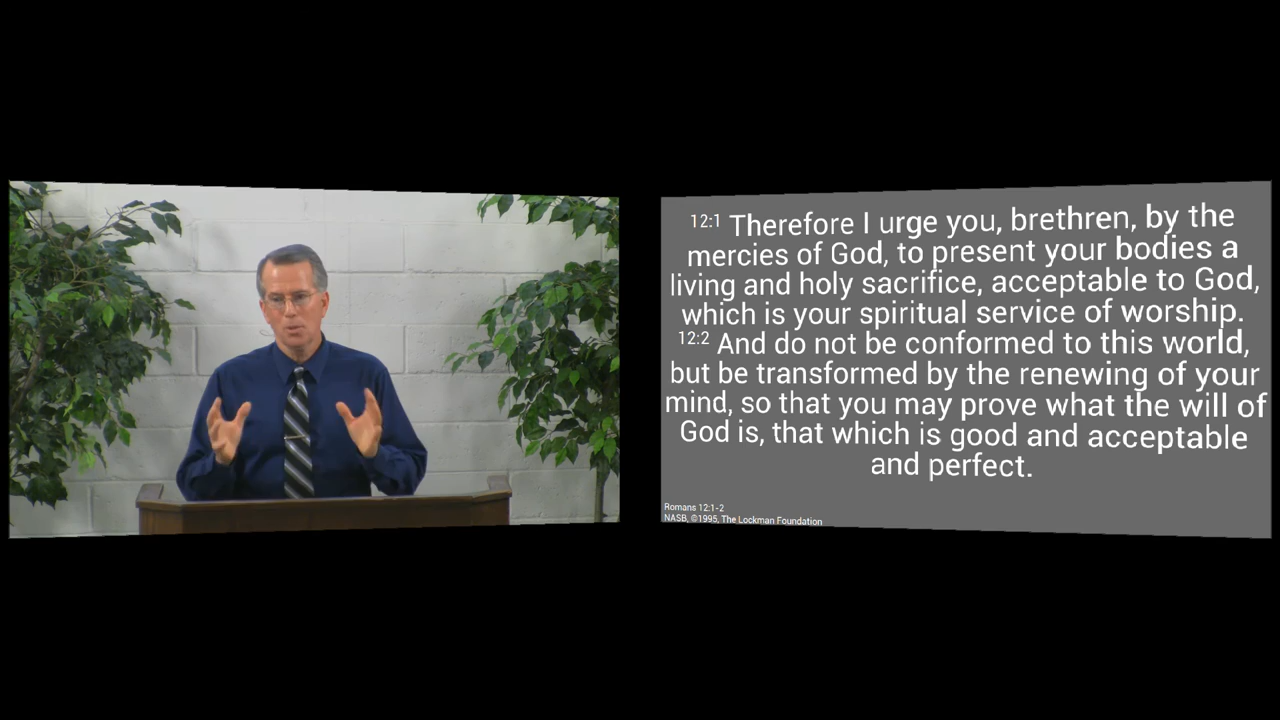 12:1 Therefore I urge you, brethren, by the
mercies of God, to present your bodies a
living and holy sacrifice, acceptable to God,
which is your spiritual service of worship.
12:2 And do not be conformed to this world,
but be transformed by the renewing of your
mind, so that you may prove what the will of
God is, that which is good and acceptable
and perfect.
Romans 12:1-2
NASB, ©1995, The Lockman Foundation